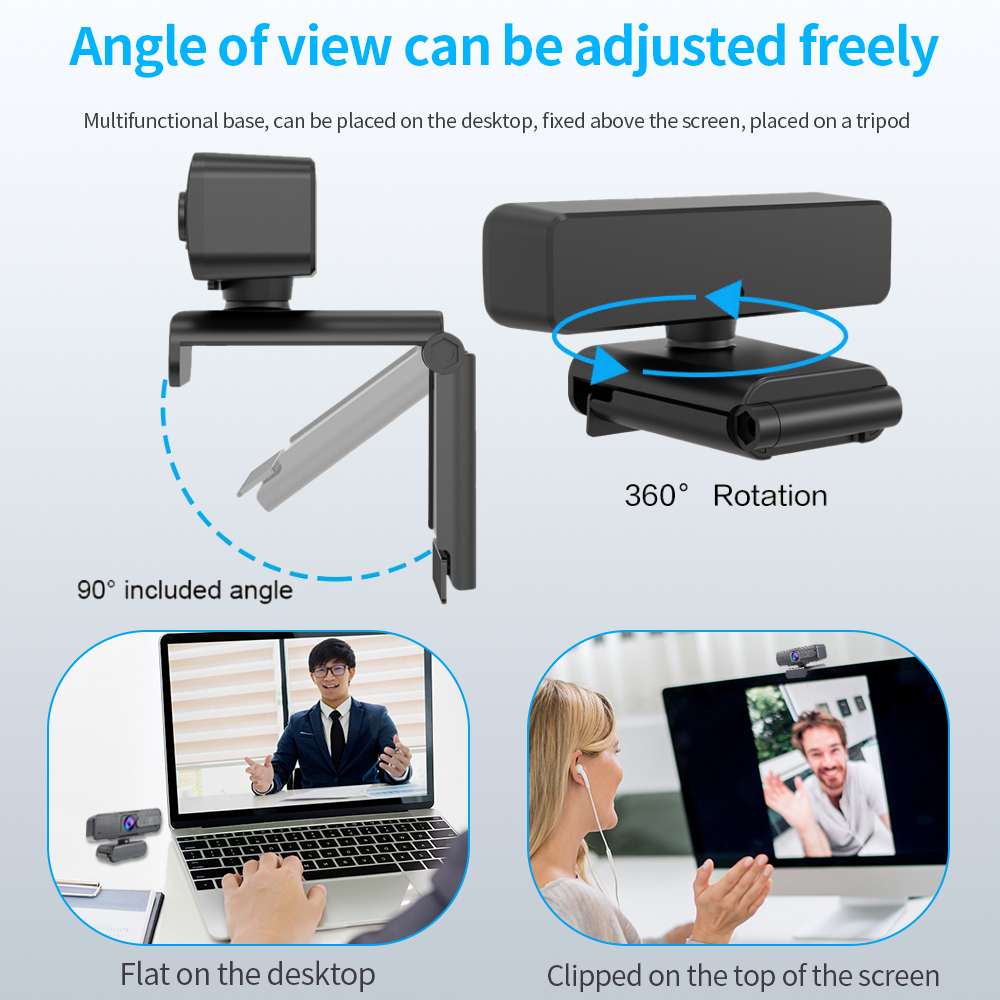 Angle of view can be adjusted freely
Multifunctional base, can be placed on the desktop, fixed above the screen, placed on a tripod
360° Rotation
90° included angle
Flat on the desktop
Clipped on the top of the screen